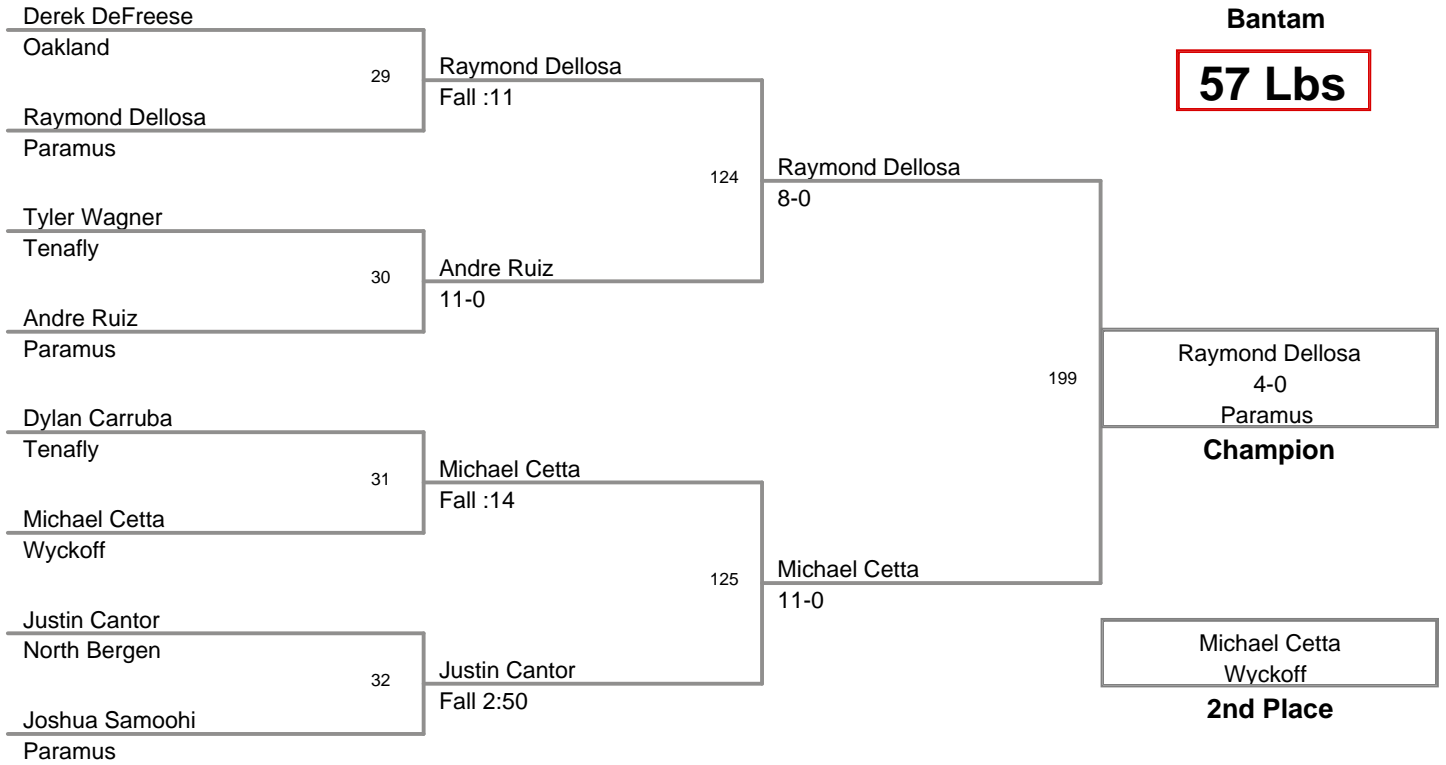 Derek DeFreese
Oakland
29
Raymond Dellosa
Paramus
Raymond Dellosa
Fall :11
Tyler Wagner
Tenafly
30
Andre Ruiz
Paramus
Andre Ruiz
11-0
124
Raymond Dellosa
8-0
Dylan Carruba
Tenafly
31
Michael Cetta
Wyckoff
Michael Cetta
Fall :14
Justin Cantor
North Bergen
32
Joshua Samoohi
Paramus
Justin Cantor
Fall 2:50
125
Michael Cetta
11-0
199
Bantam
57 Lbs
Raymond Dellosa
4-0
Paramus
Champion
Michael Cetta
Wyckoff
2nd Place